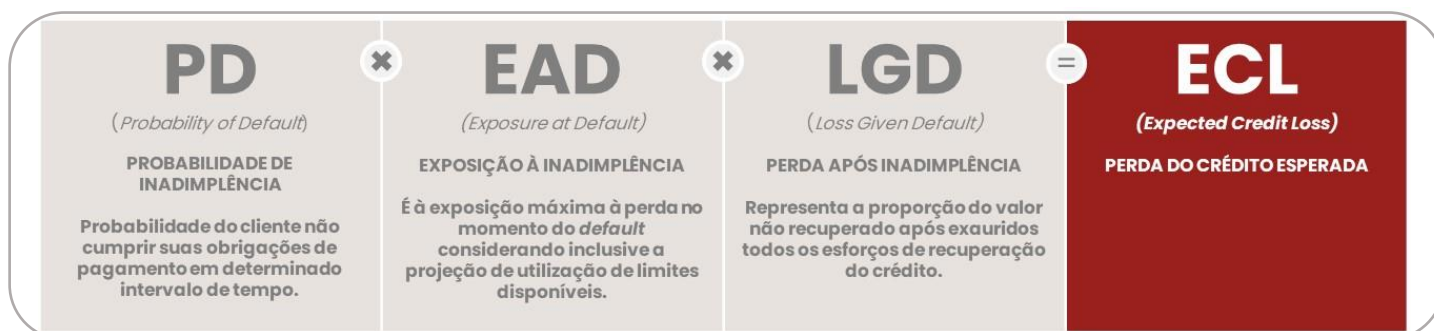 PD
(Probability of Default)
PROBABILIDADE DE
INADIMPLÊNCIA
Probabilidade do cliente não
cumprir suas obrigações de
pagamento em determinado
intervalo de tempo.
✖
EAD
(Exposure at Default)
EXPOSIÇÃO À INADIMPLÊNCIA
É à exposição máxima à perda no
momento do default
considerando inclusive a
projeção de utilização de limites
disponíveis.
✖
LGD
(Loss Given Default)
PERDA APÓS INADIMPLÊNCIA
Representa a proporção do valor
não recuperado após exauridos
todos os esforços de recuperação
do crédito.
=
ECL
(Expected Credit Loss)
PERDA DO CRÉDITO ESPERADA